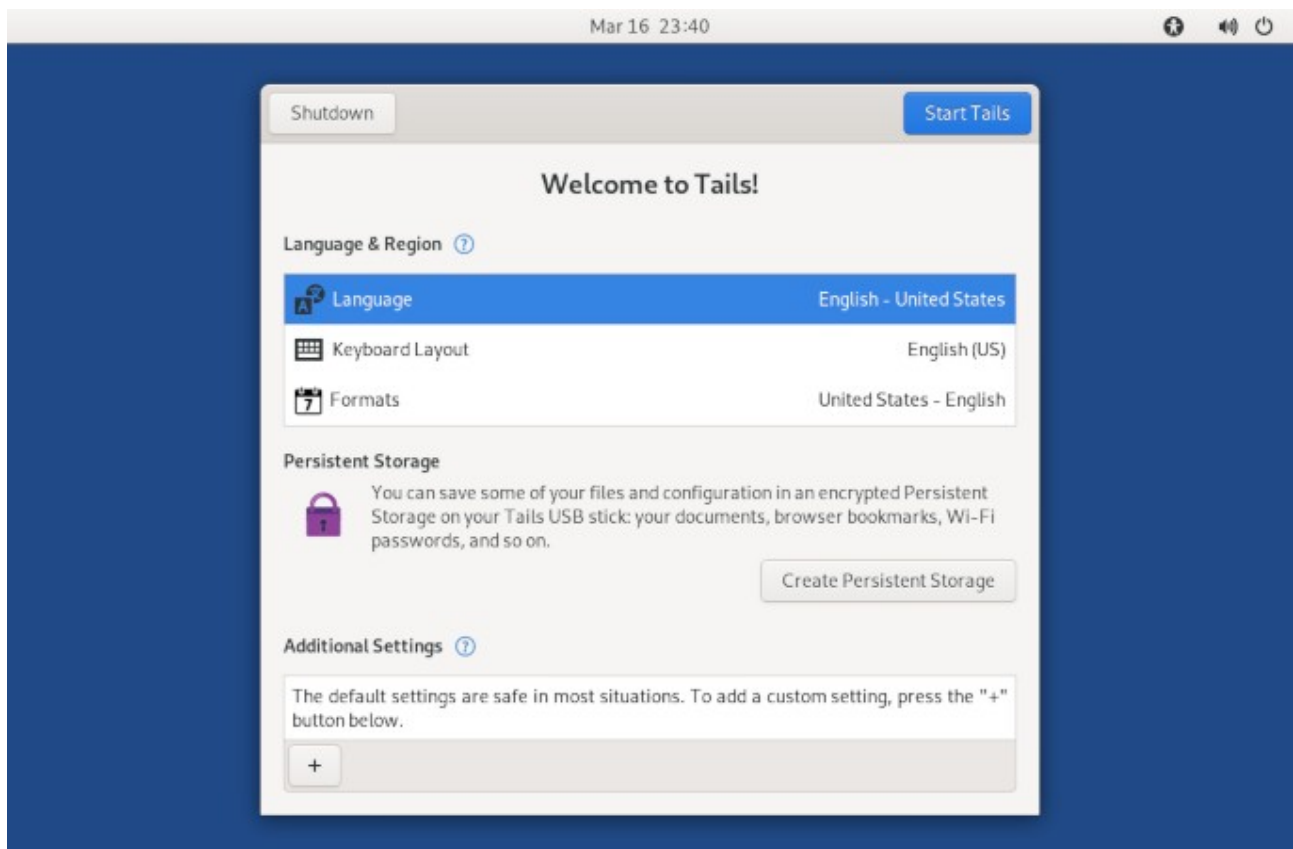 Mar 16 23:40
Shutdown
Start Tails
Welcome to Tails!
Language & Region ?
Language English - United States
Keyboard Layout English (US)
7 Formats United States - English
Persistent Storage
You can save some of your files and configuration in an encrypted Persistent
Storage on your Tails USB stick: your documents, browser bookmarks, Wi-Fi
passwords, and so on.
Create Persistent Storage
Additional Settings ?
The default settings are safe in most situations. To add a custom setting, press the "+"
button below.
+